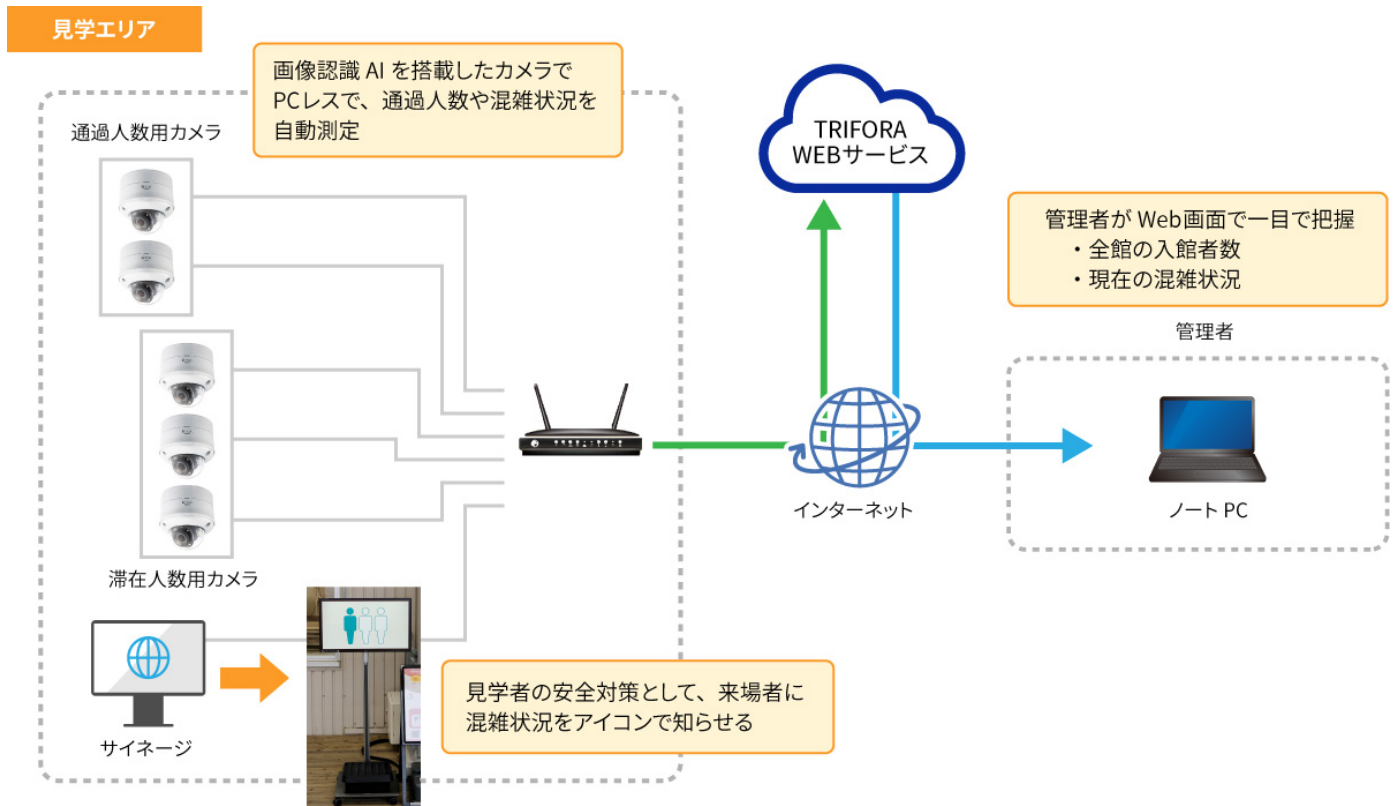 見学エリア
画像認識 AI を搭載したカメラで
PCレスで、通過人数や混雑状況を
自動測定
通過人数用カメラ
滞在人数用カメラ
サイネージ
見学者の安全対策として、来場者に
混雑状況をアイコンで知らせる
TRIFORA
WEBサービス
インターネット
管理者が Web画面で一目で把握
・全館の入館者数
・現在の混雑状況
管理者
ノート PC